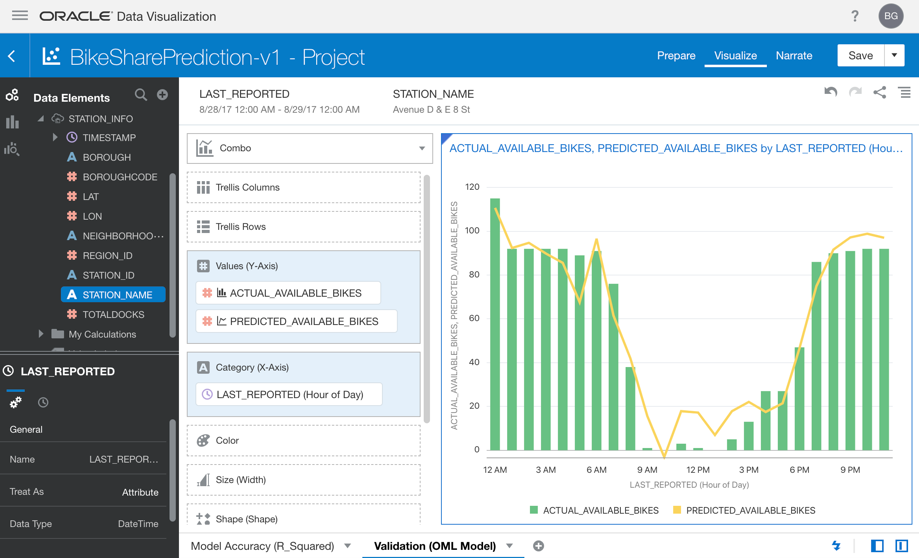 ORACLE Data Visualization
?
BG
BikeSharePrediction-v1 - Project
Prepare
Visualize
Narrate
Save
Data Elements
STATION_INFO
TIMESTAMP
A BOROUGH
# BOROUGHCODE
# LAT
# LON
A NEIGHBORHOO...
# REGION_ID
A STATION_ID
A STATION_NAME
# TOTALDOCKS
My Calculations
LAST_REPORTED
General
Name LAST_REPOR...
Treat As Attribute
Data Type DateTime
LAST_REPORTED
8/28/17 12:00 AM - 8/29/17 12:00 AM
STATION_NAME
Avenue D & E 8 St
Combo
Trellis Columns
Trellis Rows
# Values (Y-Axis)
# ACTUAL_AVAILABLE_BIKES
# PREDICTED_AVAILABLE_BIKES
A Category (X-Axis)
LAST_REPORTED (Hour of Day)
Color
Size (Width)
Shape (Shape)
ACTUAL_AVAILABLE_BIKES, PREDICTED_AVAILABLE_BIKES by LAST_REPORTED (Hou...
ACTUAL_AVAILABLE_BIKES, PREDICTED_AVAILABLE_BIKES
120
100
80
60
40
20
0
12 AM 3 AM 6 AM 9 AM 12 PM 3 PM 6 PM 9 PM
LAST_REPORTED (Hour of Day)
ACTUAL_AVAILABLE_BIKES PREDICTED_AVAILABLE_BIKES
Model Accuracy (R_Squared)
Validation (OML Model)